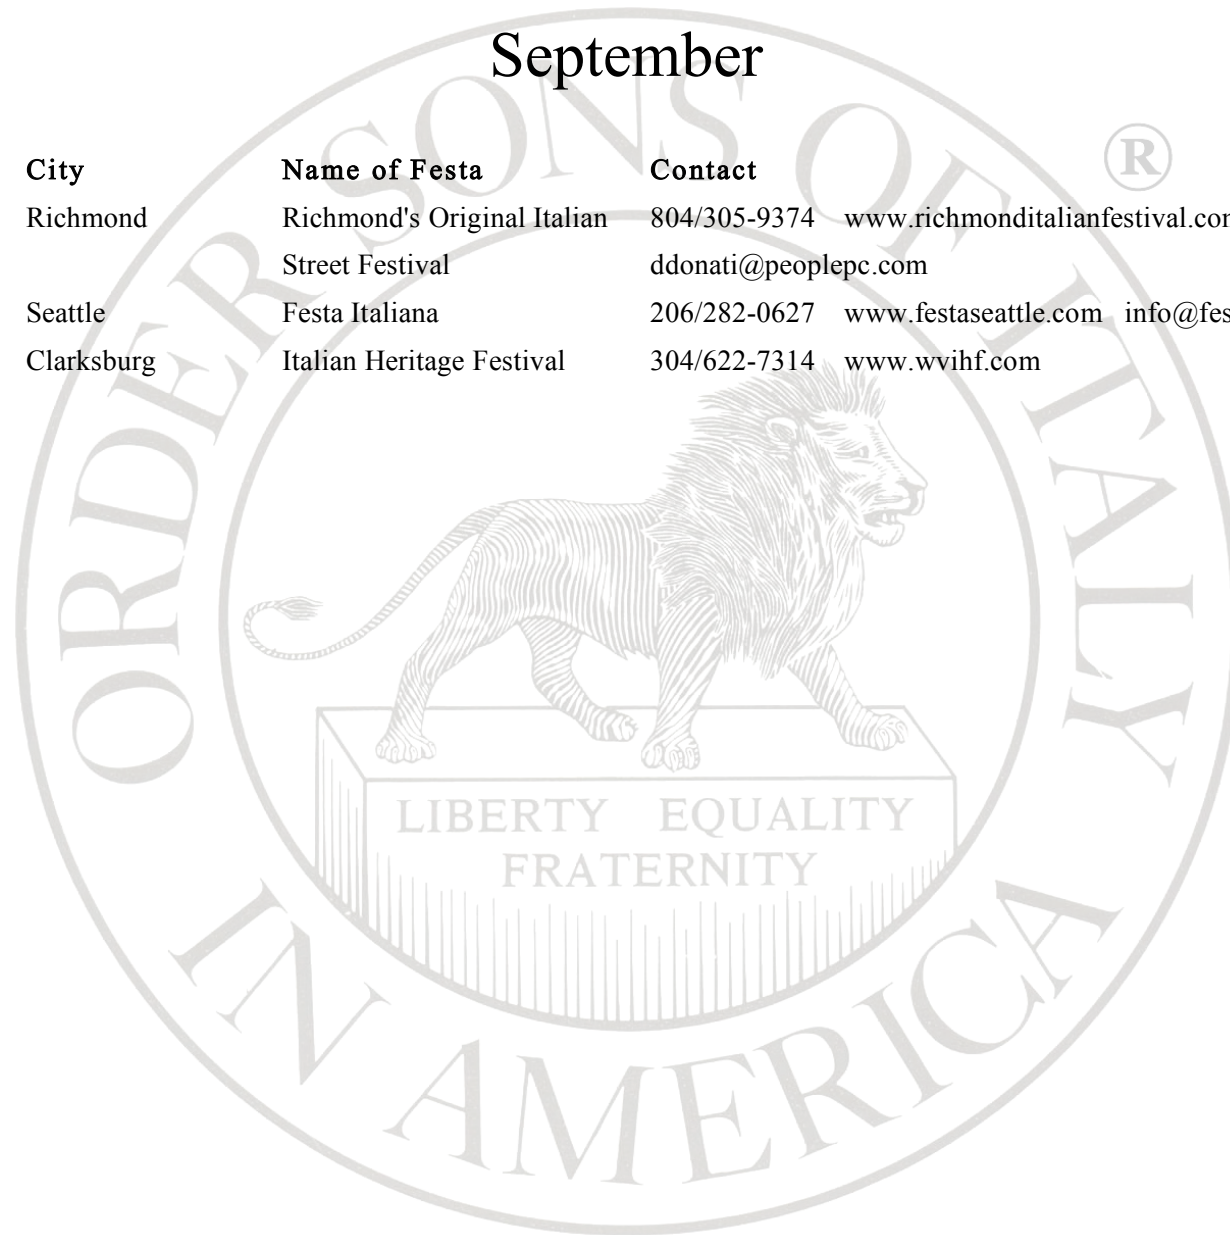 September
City Name of Festa Contact
Richmond Richmond's Original Italian 804/305-9374 www.richmonditalianfestival.com
Street Festival ddonati@peoplepc.com
Seattle Festa Italiana 206/282-0627 www.festaseattle.com info@fes
Clarksburg Italian Heritage Festival 304/622-7314 www.wvihf.com
ORDER SONS OF ITALY
®
LIBERTY EQUALITY
FRATERNITY
IN AMERICA